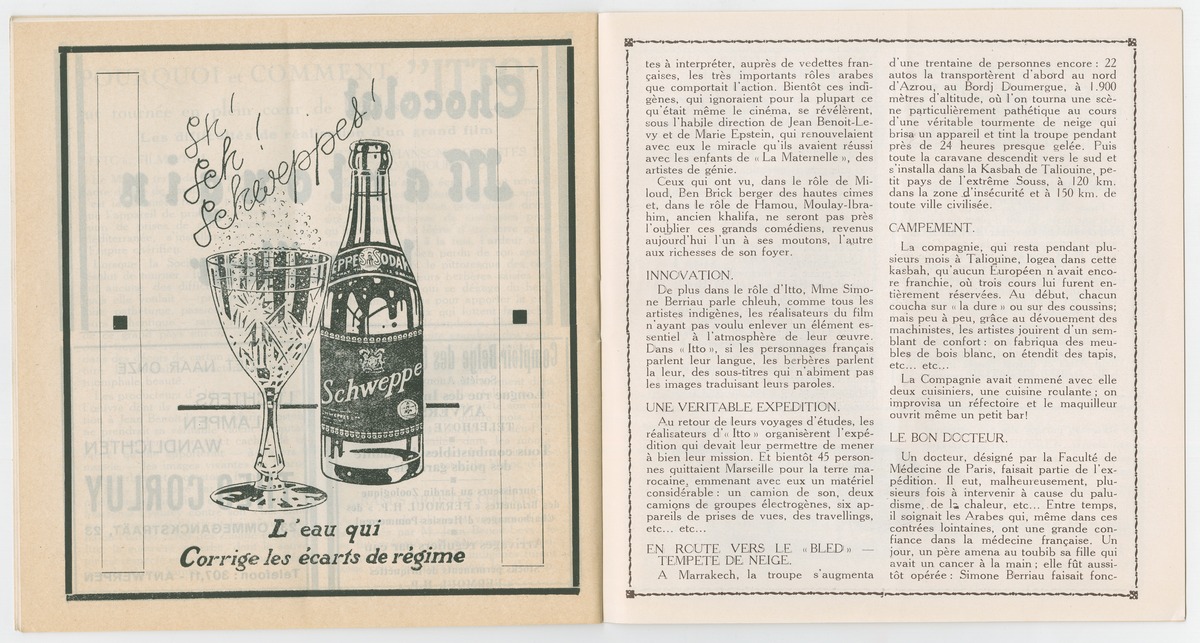 Sh !
Sch !
Schweppes !
PPES SODA
Schweppe
L'eau qui
Corrige les écarts de régime
tes à interpréter, auprès de vedettes fran-
çaises, les très importants rôles arabes
que comportait l'action. Bientôt ces indi-
gènes, qui ignoraient pour la plupart ce
qu'était même le cinéma, se révélèrent,
sous l'habile direction de Jean Benoit-Le-
vy et de Marie Epstein, qui renouvelaient
avec eux le miracle qu'ils avaient réussi
avec les enfants de « La Maternelle », des
artistes de génie.
Ceux qui ont vu, dans le rôle de Mi-
loud, Ben Brick berger des hautes cimes
et, dans le rôle de Hamou, Moulay-Ibra-
him, ancien khalifa, ne seront pas près
l'oublier ces grands comédiens, revenus
aujourd'hui l'un à ses moutons, l'autre
aux richesses de son foyer.
INNOVATION.
De plus dans le rôle d'Itto, Mme Simo-
ne Berriau parle chleuh, comme tous les
artistes indigènes, les réalisateurs du film
n'ayant pas voulu enlever un élément es-
sentiel à l'atmosphère de leur œuvre.
Dans « Itto », si les personnages français
parlent leur langue, les berbères parlent
la leur, des sous-titres qui n'abiment pas
les images traduisant leurs paroles.
UNE VERITABLE EXPEDITION.
Au retour de leurs voyages d'études, les
réalisateurs d'« Itto » organisèrent l'expé-
dition qui devait leur permettre de mener
à bien leur mission. Et bientôt 45 person-
nes quittaient Marseille pour la terre ma-
rocaine, emmenant avec eux un matériel
considérable : un camion de son, deux
camions de groupes électrogènes, six ap-
pareils de prises de vues, des travellings,
etc... etc...
EN ROUTE VERS LE « BLED » —
TEMPETE DE NEIGE.
A Marrakech, la troupe s'augmenta
d'une trentaine de personnes encore : 22
autos la transportèrent d'abord au nord
d'Azrou, au Bordj Doumergue, à 1.900
mètres d'altitude, où l'on tourna une scè-
ne particulièrement pathétique au cours
d'une véritable tourmente de neige qui
brisa un appareil et tint la troupe pendant
près de 24 heures presque gelée. Puis
toute la caravane descendit vers le sud et
s'installa dans la Kasbah de Taliouine, pe-
tit pays de l'extrême Souss, à 120 km.
dans la zone d'insécurité et à 150 km. de
toute ville civilisée.
CAMPEMENT.
La compagnie, qui resta pendant plu-
sieurs mois à Taliouine, logea dans cette
kasbah, qu'aucun Européen n'avait enco-
re franchie, où trois cours lui furent en-
tièrement réservées. Au début, chacun
coucha sur « la dure » ou sur des coussins;
mais peu à peu, grâce au dévouement des
machinistes, les artistes jouirent d'un sem-
blant de confort : on fabriqua des meu-
bles de bois blanc, on étendit des tapis,
etc... etc...
La Compagnie avait emmené avec elle
deux cuisiniers, une cuisine roulante ; on
improvisa un réfectoire et le maquilleur
ouvrit même un petit bar!
LE BON DOCTEUR.
Un docteur, désigné par la Faculté de
Médecine de Paris, faisait partie de l'ex-
pédition. Il eut, malheureusement, plu-
sieurs fois à intervenir à cause du palu-
disme, de la chaleur, etc... Entre temps,
il soignait les Arabes qui, même dans ces
contrées lointaines, ont une grande con-
fiance dans la médecine française. Un
jour, un père amena au toubib sa fille qui
avait un cancer à la main ; elle fût aussi-
tôt opérée : Simone Berriau faisait fonc-